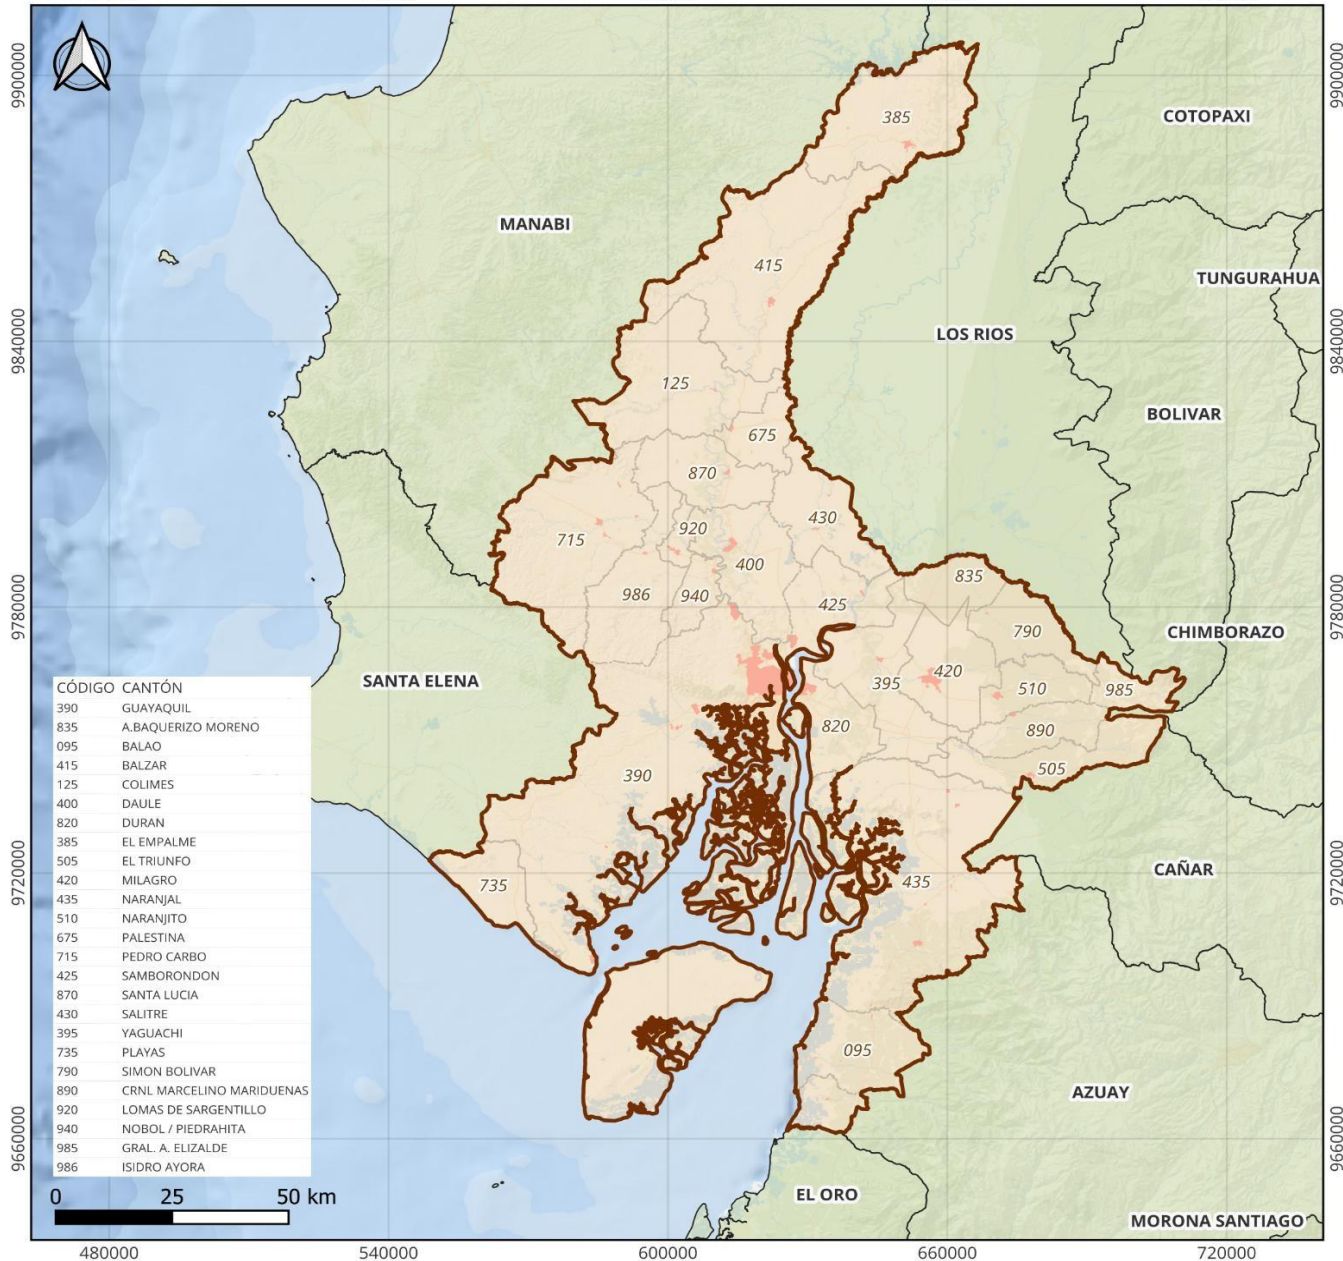 385
COTOPAXI
MANABI
415
TUNGURAHUA
LOS RIOS
125
BOLIVAR
675
870
430
920
715
400
835
986
940
425
790
CHIMBORAZO
420
SANTA ELENA
395
510
985
820
890
505
390
CAÑAR
735
435
095
AZUAY
EL ORO
MORONA SANTIAGO
CÓDIGO CANTÓN
390 GUAYAQUIL
835 A.BAQUERIZO MORENO
095 BALAO
415 BALZAR
125 COLIMES
400 DAULE
820 DURAN
385 EL EMPALME
505 EL TRIUNFO
420 MILAGRO
435 NARANJAL
510 NARANJITO
675 PALESTINA
715 PEDRO CARBO
425 SAMBORONDON
870 SANTA LUCIA
430 SALITRE
395 YAGUACHI
735 PLAYAS
790 SIMON BOLIVAR
890 CRNL MARCELINO MARIDUENAS
920 LOMAS DE SARGENTILLO
940 NOBOL / PIEDRAHITA
985 GRAL. A. ELIZALDE
986 ISIDRO AYORA
0 25 50 km
9900000
9840000
9780000
9720000
9660000
9900000
9840000
9780000
9720000
9660000
480000 540000 600000 660000 720000